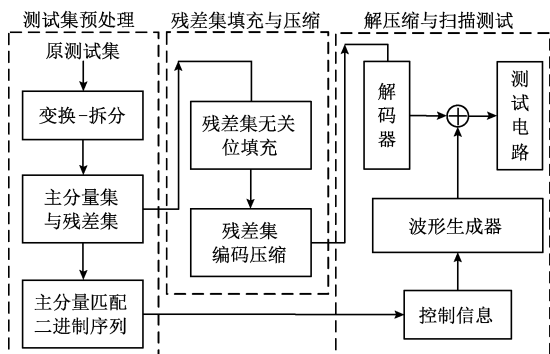 测试集预处理
原测试集
变换-拆分
主分量集
与残差集
主分量匹配
二进制序列
残差集填充与压缩
残差集无关
位填充
残差集
编码压缩
解压缩与扫描测试
解
码
器
测
试
电
路
波形生成器
控制信息